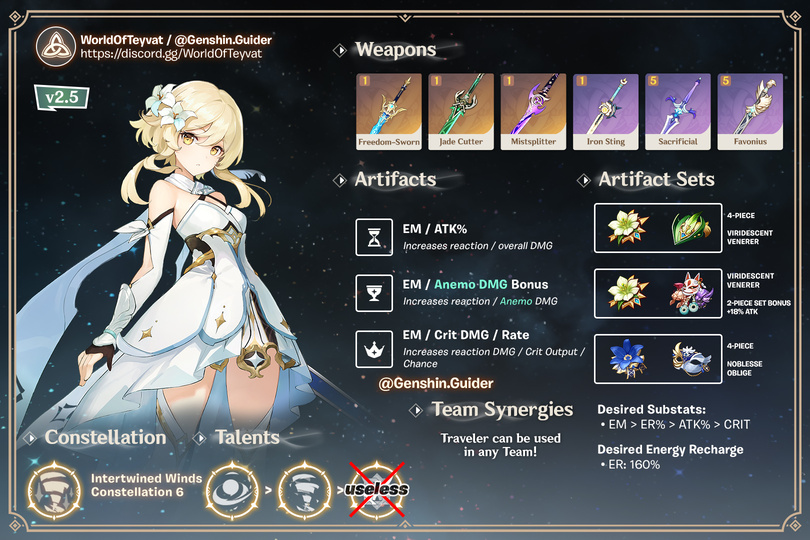 WorldOfTeyvat / @Genshin.Guider
https://discord.gg/WorldOfTeyvat
v2.5
Weapons
1
1
1
1
5
5
Freedom-Sworn
Jade Cutter
Mistsplitter
Iron Sting
Sacrificial
Favonius
Artifacts
EM / ATK%
Increases reaction / overall DMG
EM / Anemo DMG Bonus
Increases reaction / Anemo DMG
EM / Crit DMG / Rate
Increases reaction DMG / Crit Output /
Chance
@Genshin.Guider
Artifact Sets
4-PIECE
VIRIDESCENT
VENERER
VIRIDESCENT
VENERER
2-PIECE SET BONUS
+18% ATK
4-PIECE
NOBLESSE
OBLIGE
Team Synergies
Traveler can be used
in any Team!
Desired Substats:
• EM > ER% > ATK% > CRIT
Desired Energy Recharge
• ER: 160%
Constellation
Intertwined Winds
Constellation 6
Talents
> >
useless